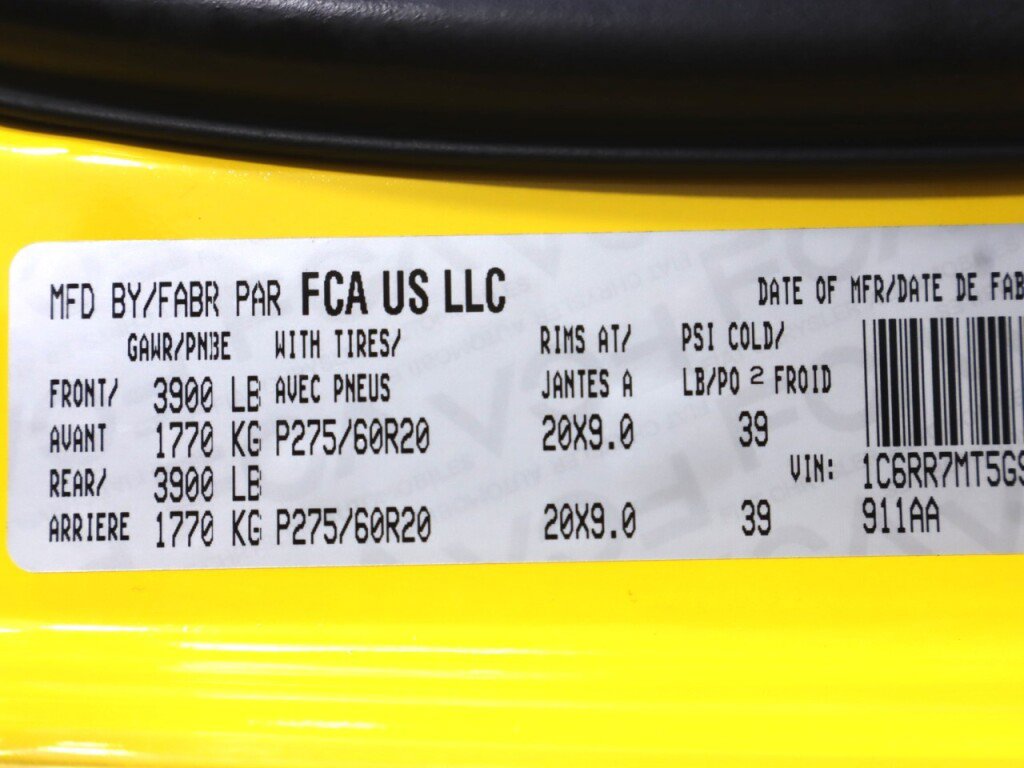 MFD BY/FABR PAR FCA US LLC DATE OF MFR/DATE DE FAB
GAWR/PNBE WITH TIRES/ RIMS AT/ PSI COLD/
FRONT/ 3900 LB AVEC PNEUS JANTES A LB/PO 2 FROID
AVANT 1770 KG P275/60R20 20X9.0 39
REAR/ 3900 LB VIN: 1C6RR7MT5GS
ARRIERE 1770 KG P275/60R20 20X9.0 39 911AA